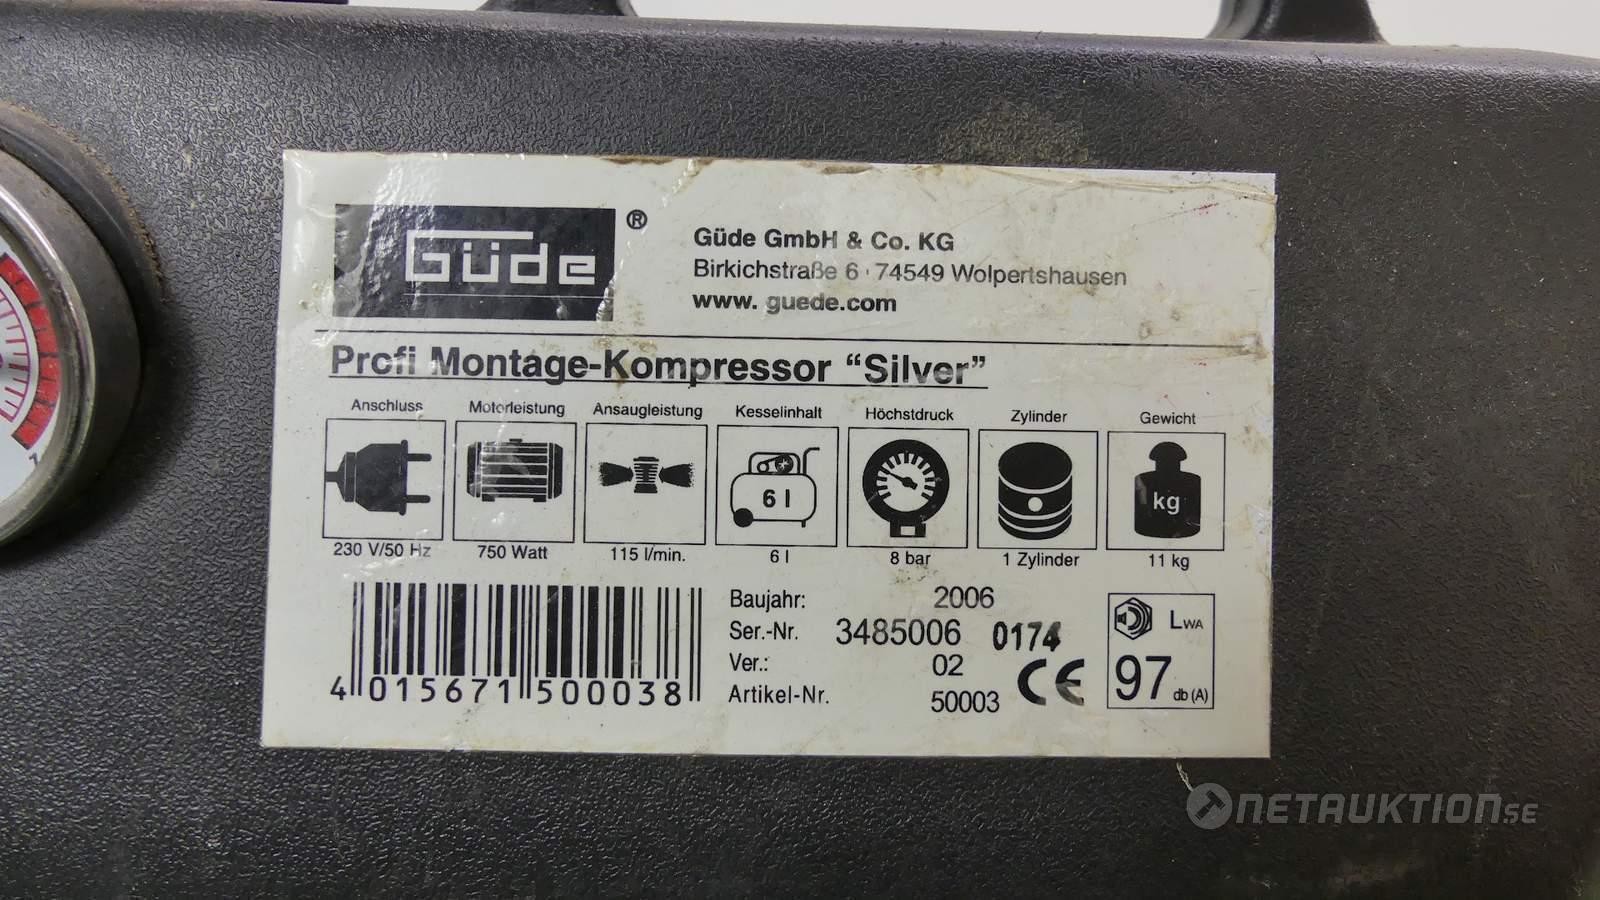 Güde ®
Güde GmbH & Co. KG
Birkichstraße 6 · 74549 Wolpertshausen
www. guede.com
Profi Montage-Kompressor “Silver”
Anschluss Motorleistung Ansaugleistung Kesselinhalt Höchstdruck Zylinder Gewicht
6 l kg
230 V/50 Hz 750 Watt 115 l/min. 6 l 8 bar 1 Zylinder 11 kg
Baujahr: 2006
Ser.-Nr. 3485006 0174
Ver.: 02
Artikel-Nr. 50003 CE
4 015671 500038
LWA
97 db (A)
NETAUKTION.SE